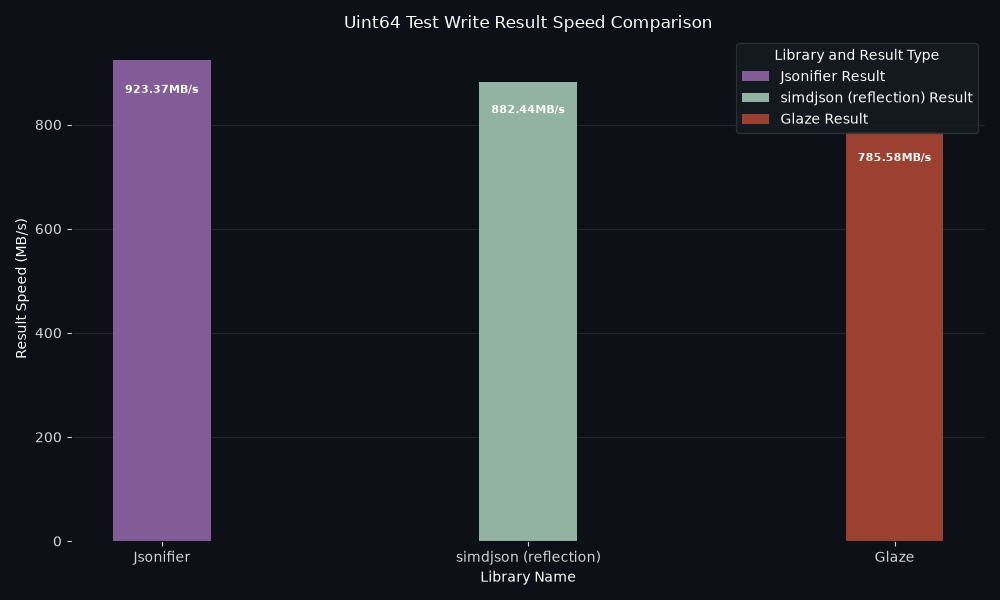 Uint64 Test Write Result Speed Comparison
Library and Result Type
Jsonifier Result
simdjson (reflection) Result
Glaze Result
923.37MB/s
882.44MB/s
785.58MB/s
Result Speed (MB/s)
800
600
400
200
0
Jsonifier
simdjson (reflection)
Glaze
Library Name